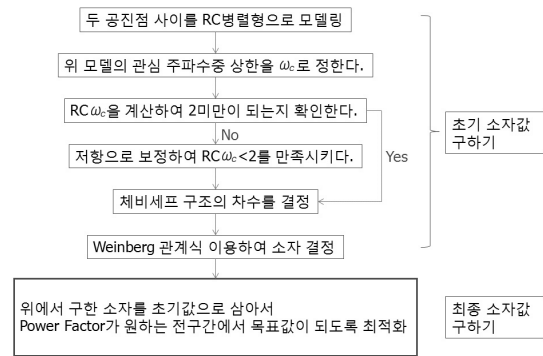 두 공진점 사이를 RC병렬형으로 모델링
위 모델의 관심 주파수중 상한을 ω꜀로 정한다.
RCω꜀을 계산하여 2미만이 되는지 확인한다.
No
저항으로 보정하여 RCω꜀<2를 만족시키다.
Yes
체비세프 구조의 차수를 결정
Weinberg 관계식 이용하여 소자 결정
초기 소자값
구하기
위에서 구한 소자를 초기값으로 삼아서
Power Factor가 원하는 전구간에서 목표값이 되도록 최적화
최종 소자값
구하기